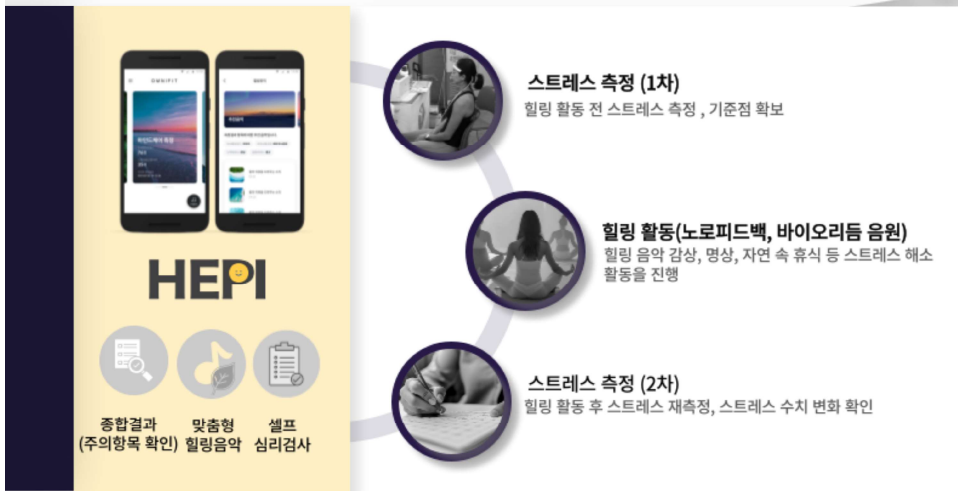 OMNIFIT
HEPI
종합결과
(주의항목 확인)
맞춤형
힐링음악
셀프
심리검사
스트레스 측정 (1차)
힐링 활동 전 스트레스 측정 , 기준점 확보
힐링 활동(노로피드백, 바이오리듬 음원)
힐링 음악 감상, 명상, 자연 속 휴식 등 스트레스 해소
활동을 진행
스트레스 측정 (2차)
힐링 활동 후 스트레스 재측정, 스트레스 수치 변화 확인